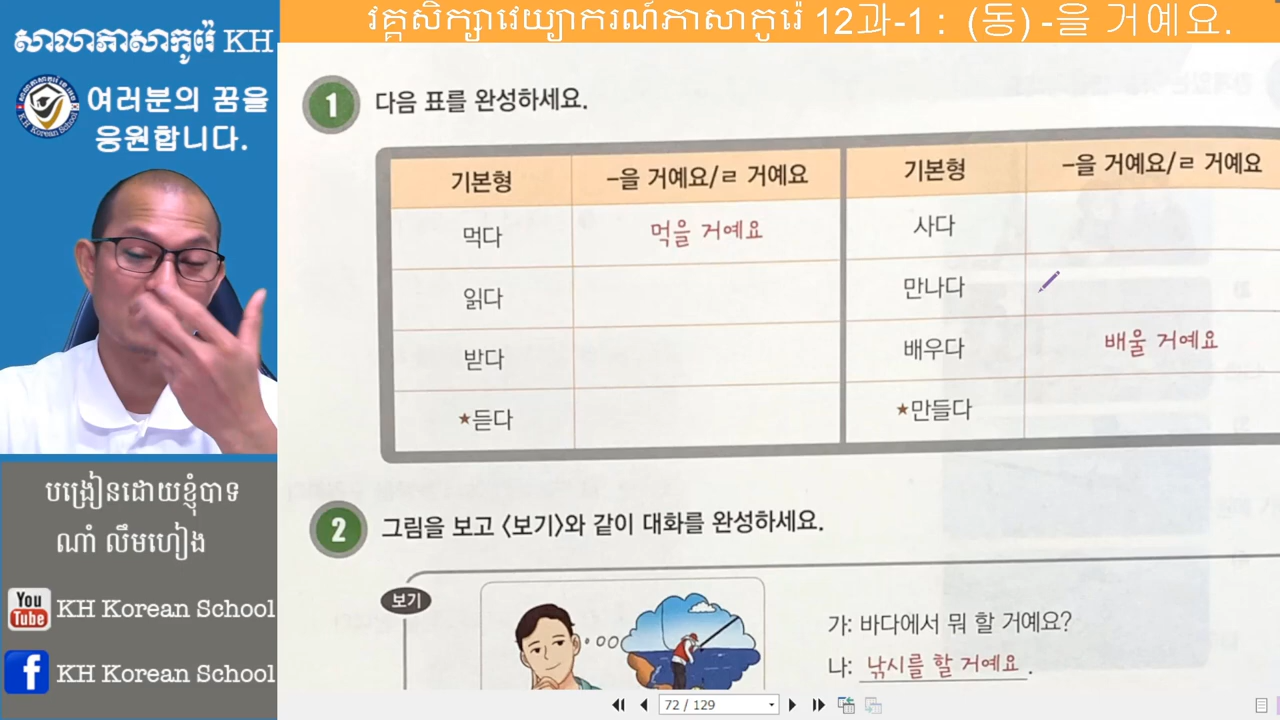 សាលាភាសាកូរ៉េ KH
여러분의 꿈을
응원합니다.
វគ្គសិក្សាវេយ្យាករណ៍ភាសាកូរ៉េ 12과-1 : (동) -을 거예요.
1 다음 표를 완성하세요.
기본형 –을 거예요/ㄹ 거예요 기본형 –을 거예요/ㄹ 거예요
먹다 먹을 거예요 사다
읽다 만나다
받다 배우다 배울 거예요
★듣다 ★만들다
2 그림을 보고 〈보기〉와 같이 대화를 완성하세요.
보기
가: 바다에서 뭐 할 거예요?
나: 낚시를 할 거예요.
បង្រៀនដោយខ្ញុំបាទ
ណាំ លឹមហៀង
You Tube KH Korean School
f KH Korean School
72 / 129